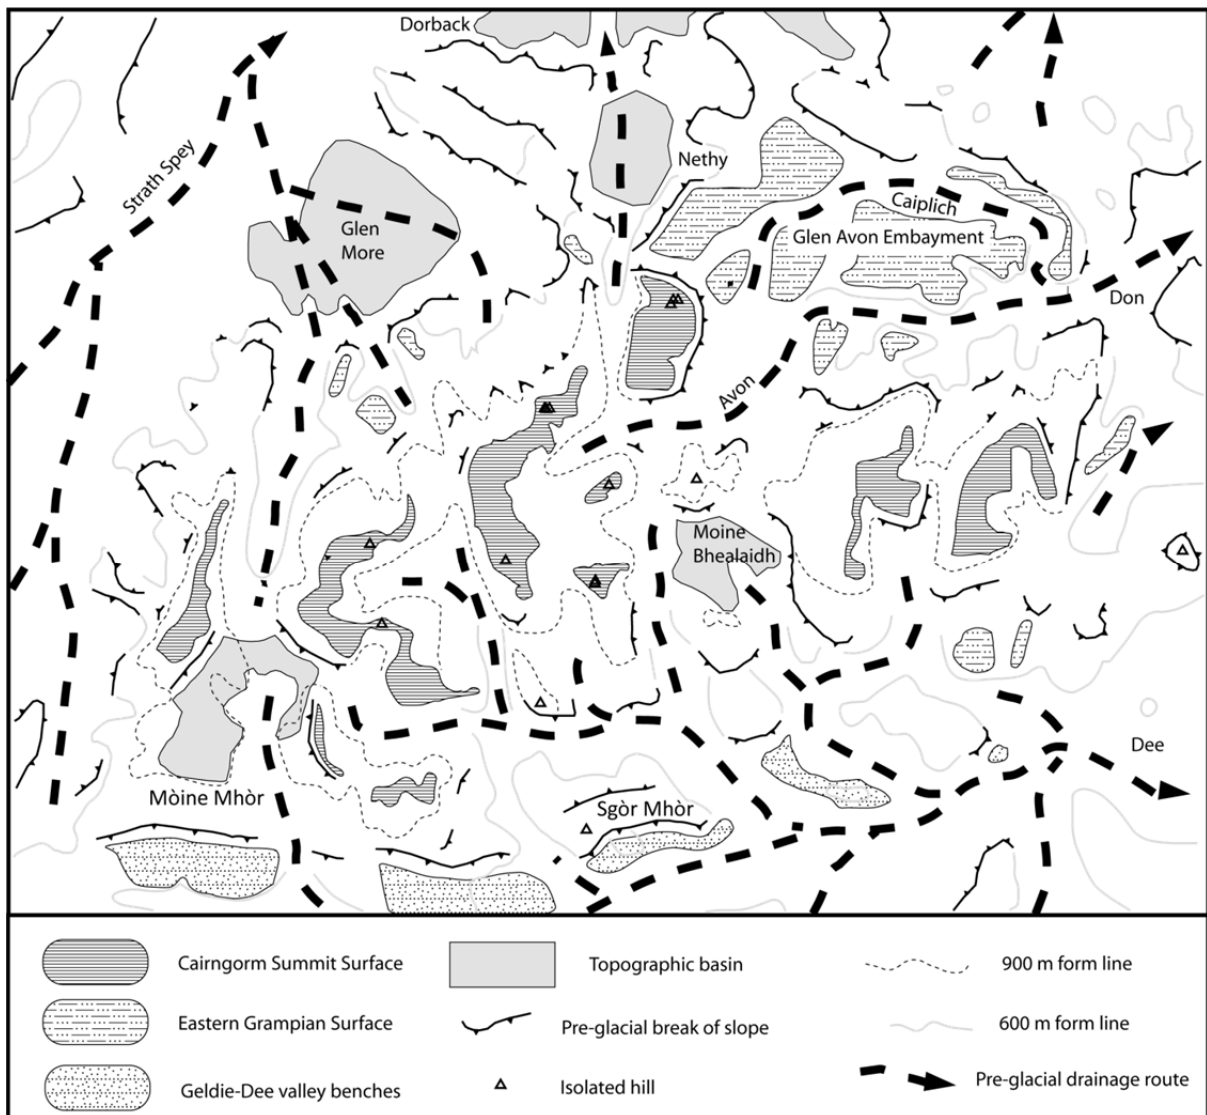 Dorback
Strath Spey
Nethy
Glen
More
Caiplich
Glen Avon Embayment
Don
Avon
Moine
Bhealaidh
Dee
Mòine Mhòr
Sgòr Mhòr
Cairngorm Summit Surface
Topographic basin
900 m form line
Eastern Grampian Surface
Pre-glacial break of slope
600 m form line
Geldie-Dee valley benches
Isolated hill
Pre-glacial drainage route